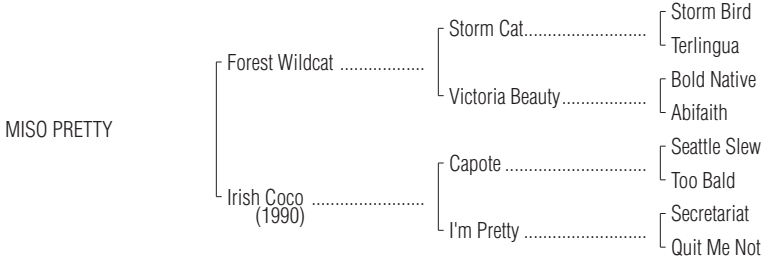 Storm Bird
Storm Cat..........................
Terlingua
Forest Wildcat ..................
Bold Native
Victoria Beauty..................
Abifaith
MISO PRETTY
Seattle Slew
Capote ..............................
Too Bald
Irish Coco ........................
(1990)
Secretariat
I'm Pretty ..........................
Quit Me Not